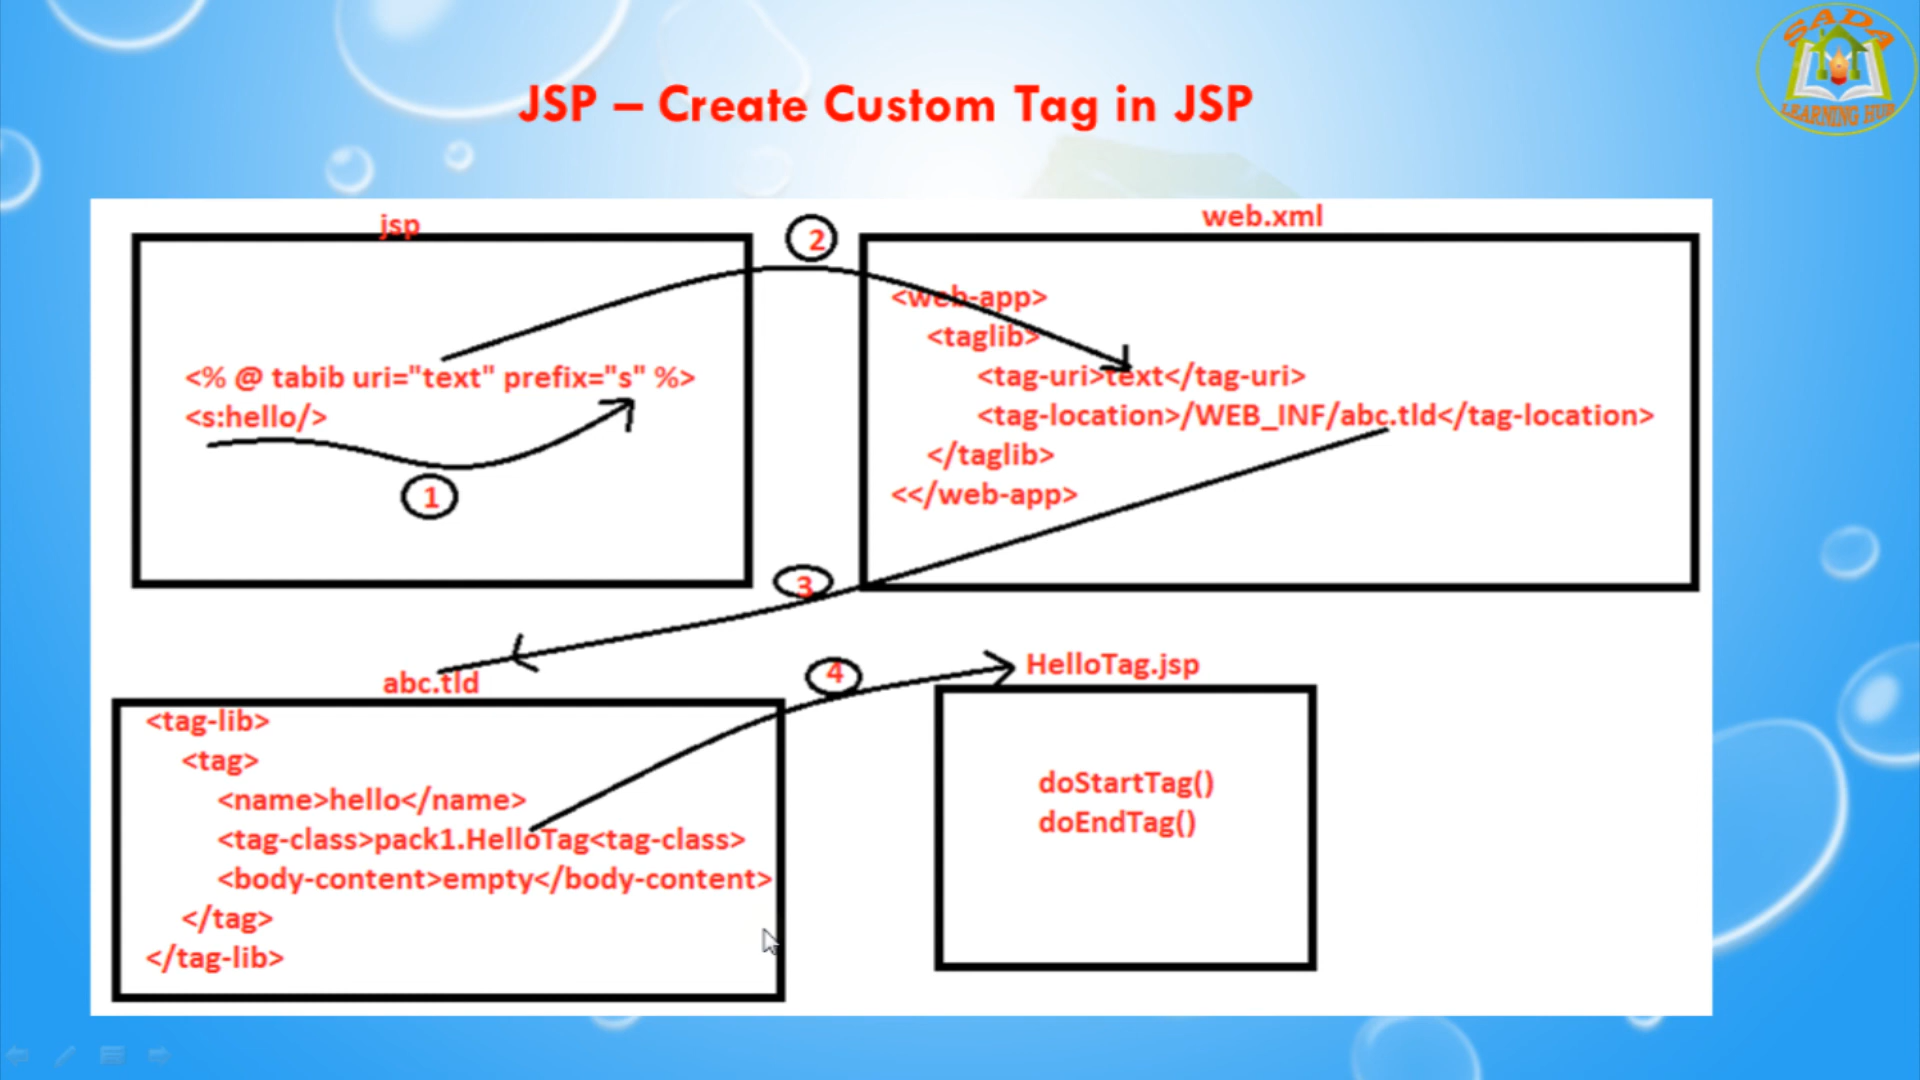 SADA
LEARNING HUB
JSP – Create Custom Tag in JSP
jsp
<% @ tabib uri="text" prefix="s" %>
<s:hello/>
1
2
web.xml
<web-app>
<taglib>
<tag-uri>text</tag-uri>
<tag-location>/WEB_INF/abc.tld</tag-location>
</taglib>
<</web-app>
3
abc.tld
<tag-lib>
<tag>
<name>hello</name>
<tag-class>pack1.HelloTag<tag-class>
<body-content>empty</body-content>
</tag>
</tag-lib>
4
HelloTag.jsp
doStartTag()
doEndTag()